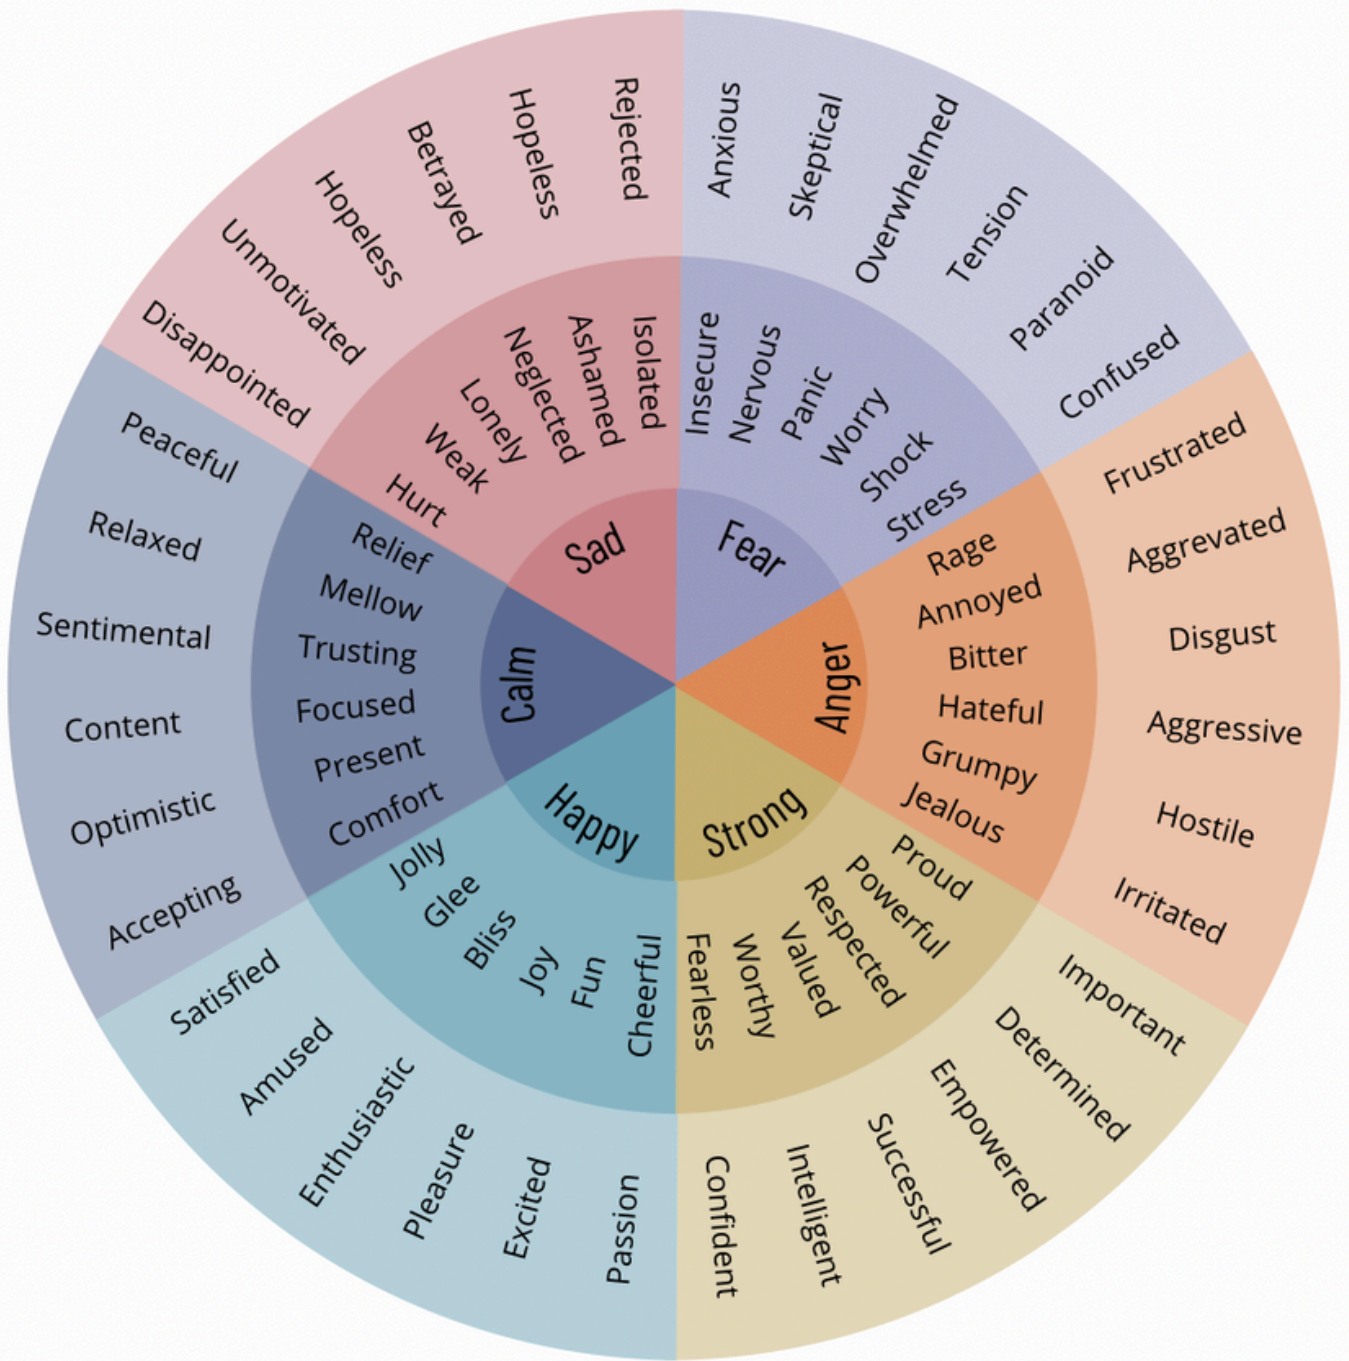 Fear
Insecure
Nervous
Panic
Worry
Shock
Stress
Anxious
Skeptical
Overwhelmed
Tension
Paranoid
Confused
Anger
Rage
Annoyed
Bitter
Hateful
Grumpy
Jealous
Frustrated
Aggrevated
Disgust
Aggressive
Hostile
Irritated
Strong
Proud
Powerful
Respected
Valued
Worthy
Fearless
Important
Determined
Empowered
Successful
Intelligent
Confident
Happy
Cheerful
Fun
Joy
Bliss
Glee
Jolly
Passion
Excited
Pleasure
Enthusiastic
Amused
Satisfied
Calm
Comfort
Present
Focused
Trusting
Mellow
Relief
Accepting
Optimistic
Content
Sentimental
Relaxed
Peaceful
Sad
Hurt
Weak
Lonely
Neglected
Ashamed
Isolated
Disappointed
Unmotivated
Hopeless
Betrayed
Hopeless
Rejected